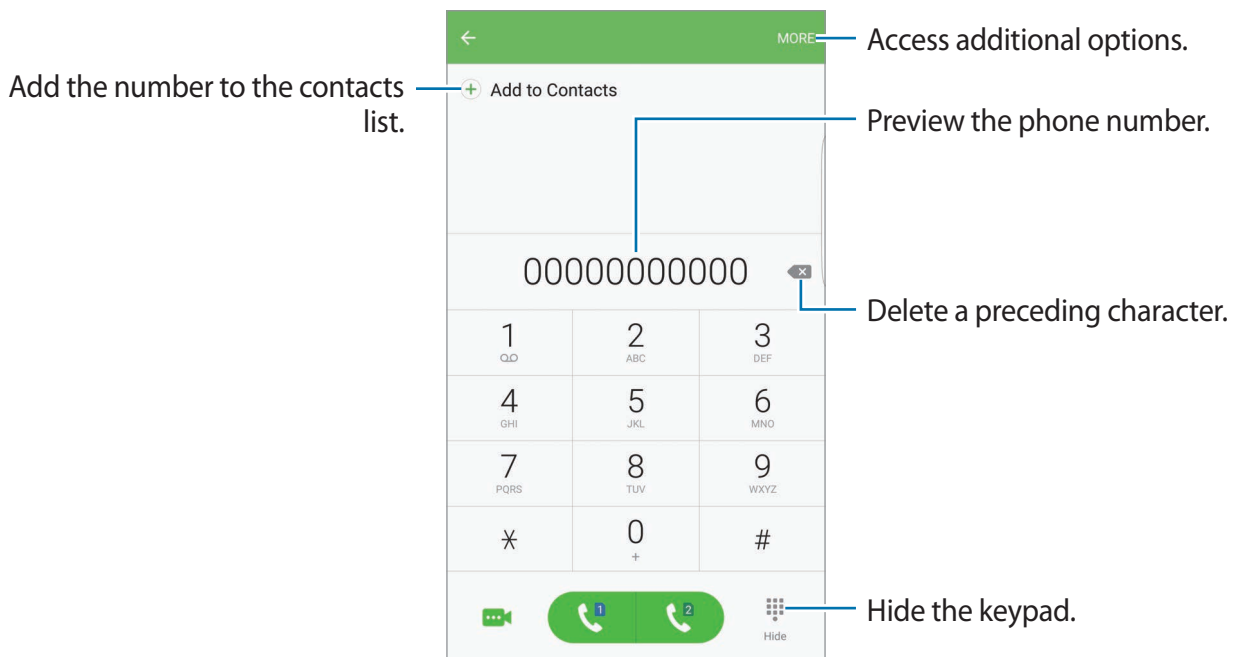 MORE
Access additional options.
Add the number to the contacts
list.
Add to Contacts
Preview the phone number.
00000000000
Delete a preceding character.
1
2
ABC
3
DEF
4
GHI
5
JKL
6
MNO
7
PQRS
8
TUV
9
WXYZ
*
0
+
#
1
2
Hide
Hide the keypad.